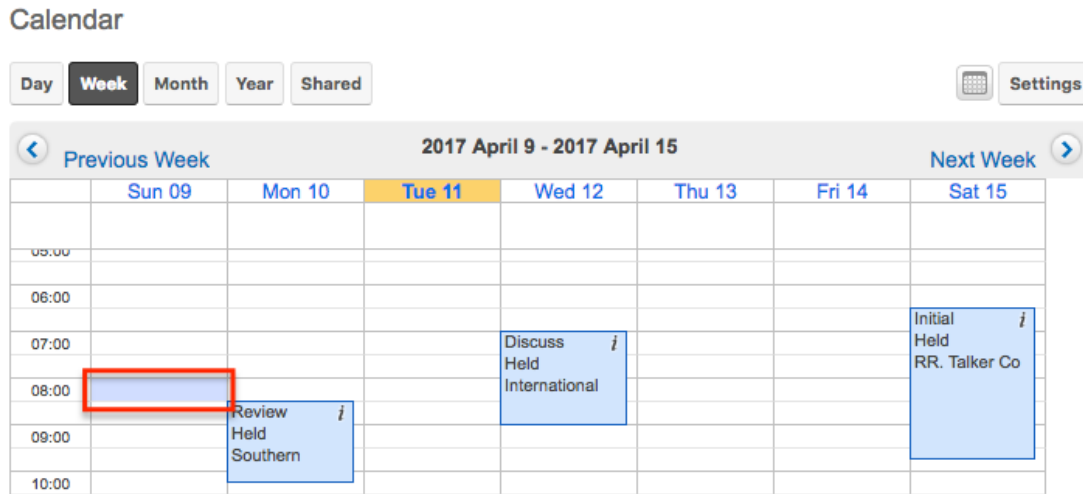 Calendar
Day Week Month Year Shared Settings
2017 April 9 - 2017 April 15
Previous Week Next Week
Sun 09 Mon 10 Tue 11 Wed 12 Thu 13 Fri 14 Sat 15
05:00
06:00
Initial i
Held
RR. Talker Co
07:00
Discuss i
Held
International
08:00
Review i
Held
Southern
09:00
10:00